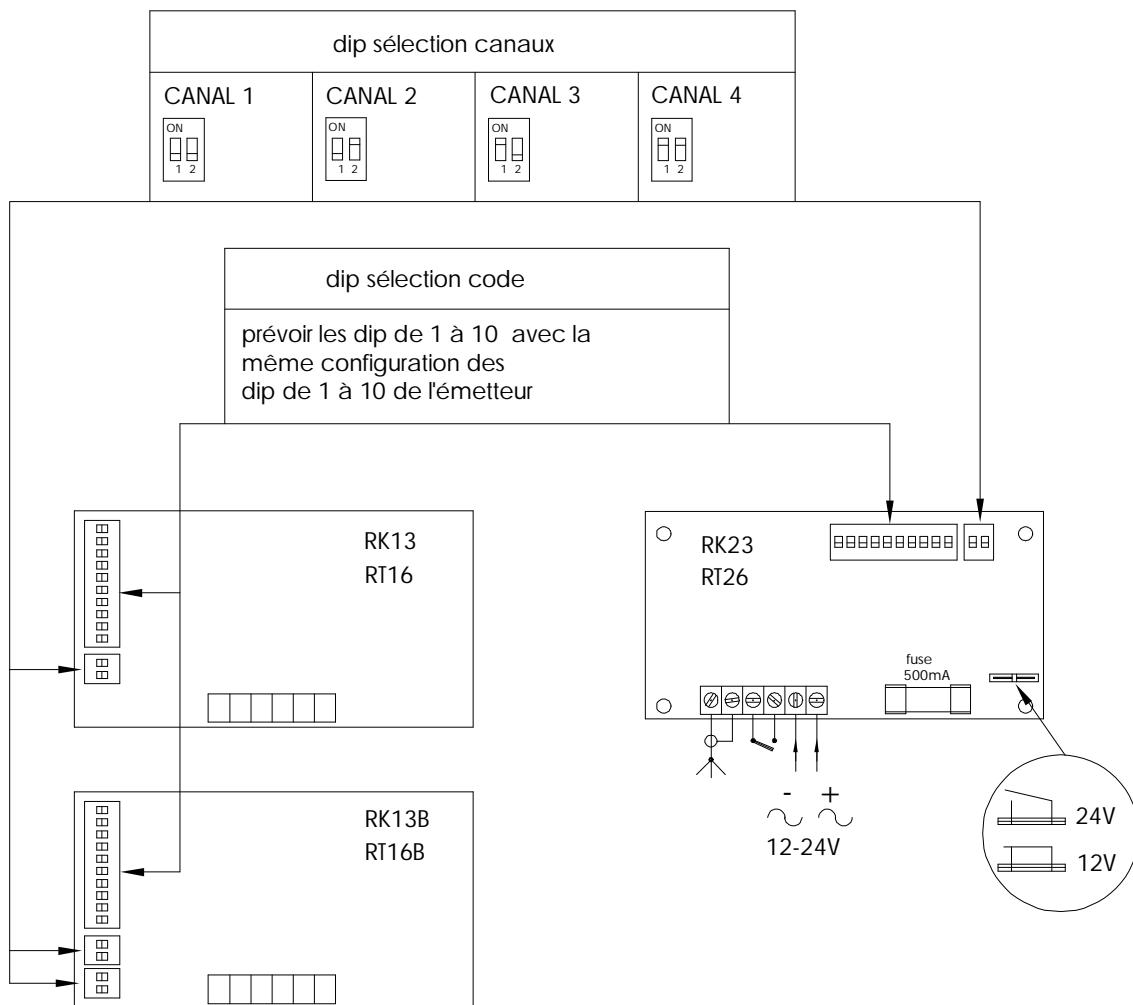 dip sélection canaux
CANAL 1
CANAL 2
CANAL 3
CANAL 4
ON
1 2
ON
1 2
ON
1 2
ON
1 2
dip sélection code
prévoir les dip de 1 à 10 avec la
même configuration des
dip de 1 à 10 de l'émetteur
RK13
RT16
RK23
RT26
fuse
500mA
- +
12-24V
24V
12V
RK13B
RT16B